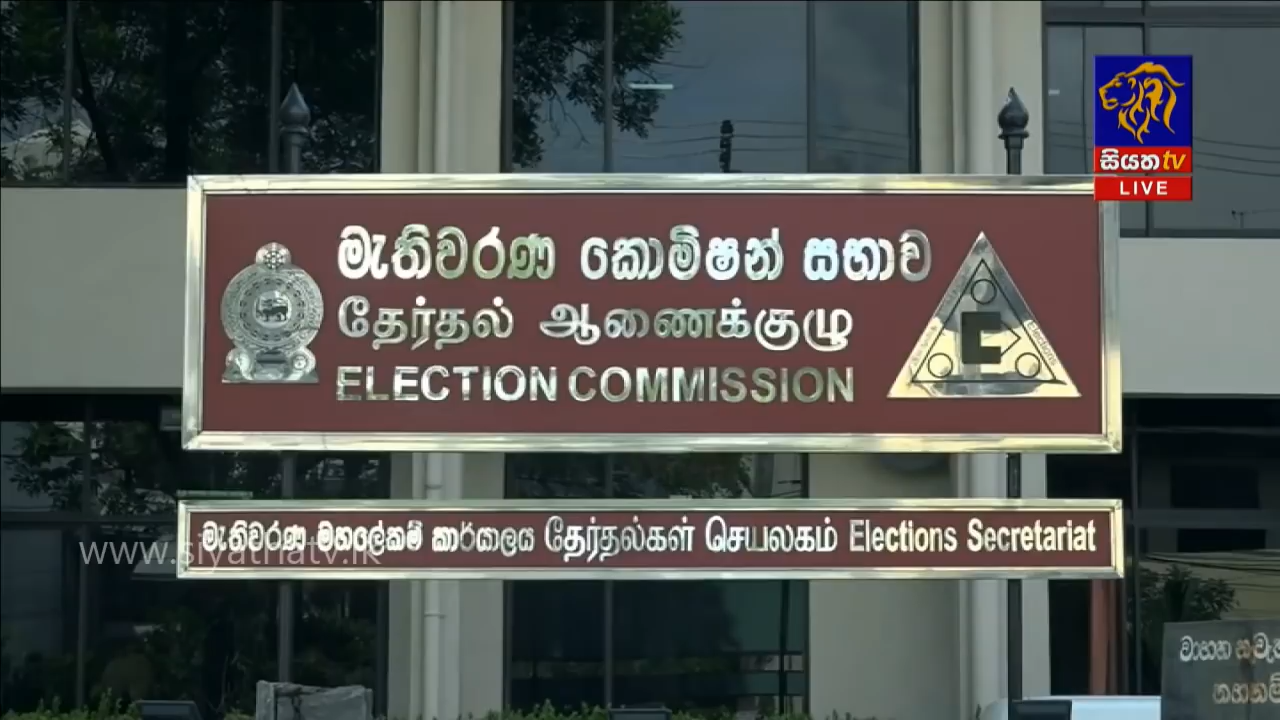 සියත tv
LIVE
මැතිවරණ කොමිෂන් සභාව
தேர்தல் ஆணைக்குழு
ELECTION COMMISSION
E
මැතිවරණ මහලේකම් කාර්යාලය தேர்தல்கள் செயலகம் Elections Secretariat
www.siyathatv.lk
වාහන